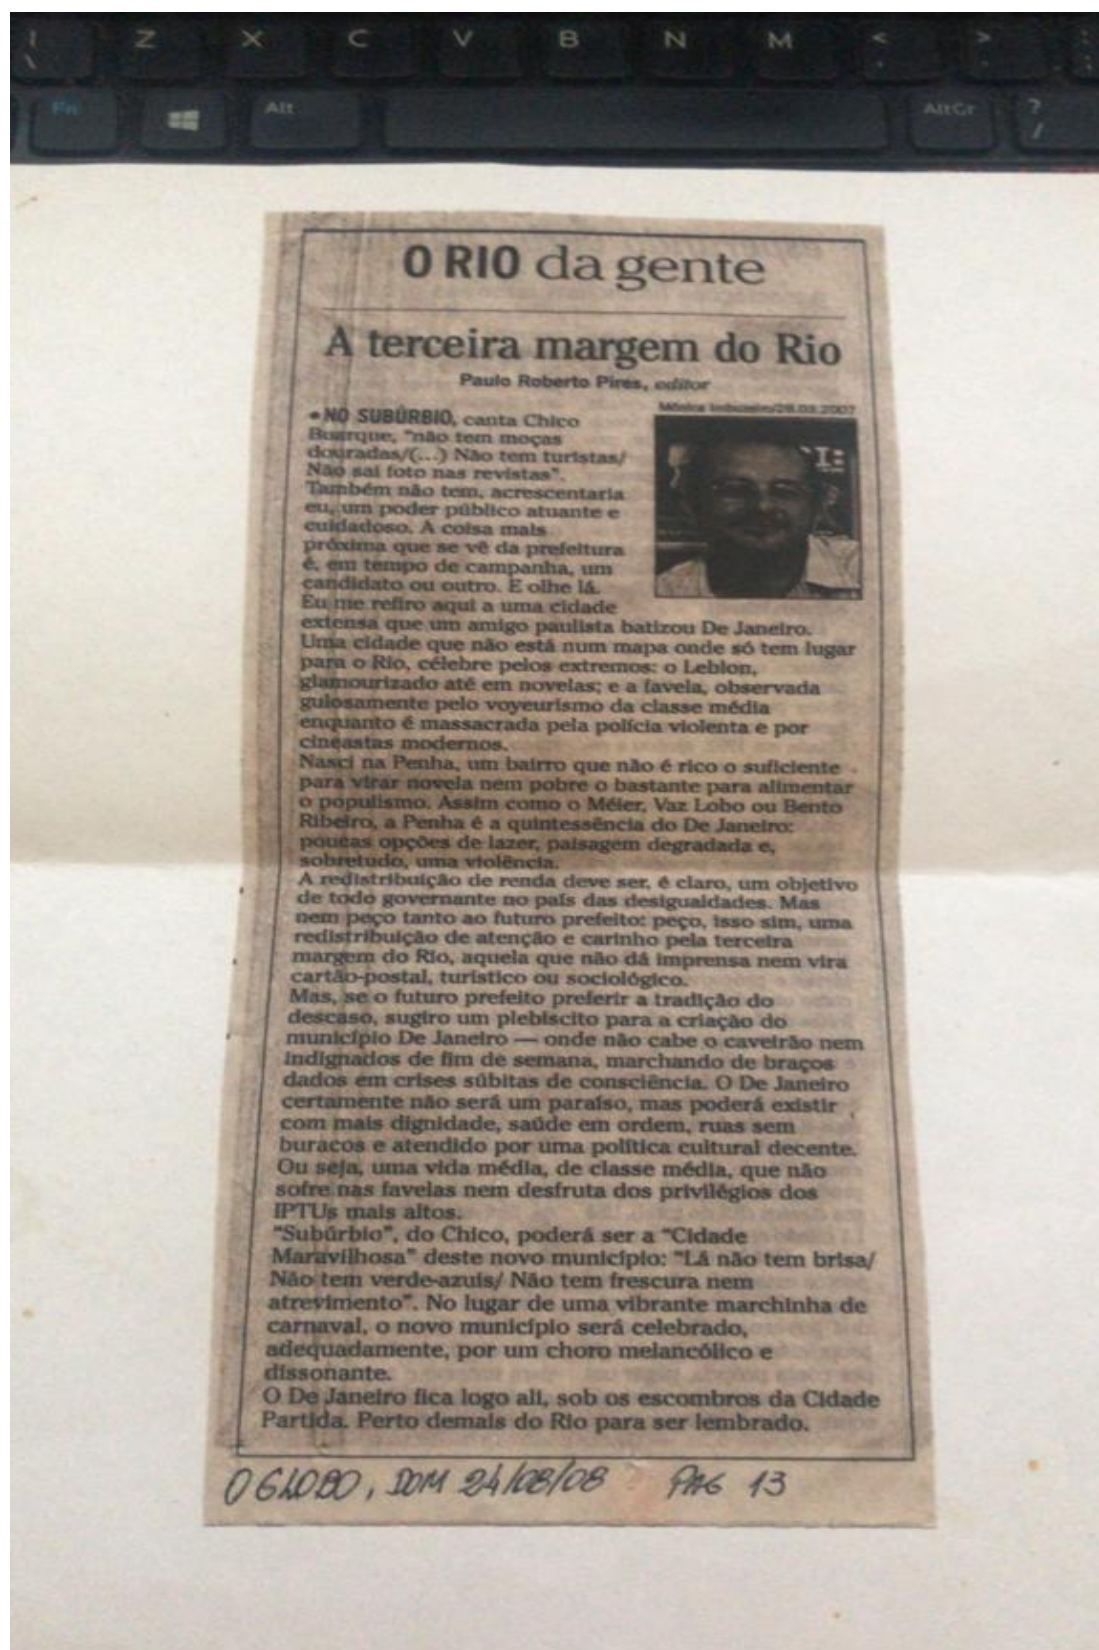 Z X C V B N M < >
Fn Alt AltGr ?
/
O RIO da gente
A terceira margem do Rio
Paulo Roberto Pires, editor
Mônica Imbuzeiro/28.03.2007
• NO SUBÚRBIO, canta Chico
Buarque, "não tem moças
douradas/(...) Não tem turistas/
Não sai foto nas revistas".
Também não tem, acrescentaria
eu, um poder público atuante e
cuidadoso. A coisa mais
próxima que se vê da prefeitura
é, em tempo de campanha, um
candidato ou outro. E olhe lá.
Eu me refiro aqui a uma cidade
extensa que um amigo paulista batizou De Janeiro.
Uma cidade que não está num mapa onde só tem lugar
para o Rio, célebre pelos extremos: o Leblon,
glamourizado até em novelas; e a favela, observada
gulosamente pelo voyeurismo da classe média
enquanto é massacrada pela polícia violenta e por
cineastas modernos.
Nasci na Penha, um bairro que não é rico o suficiente
para virar novela nem pobre o bastante para alimentar
o populismo. Assim como o Méier, Vaz Lobo ou Bento
Ribeiro, a Penha é a quintessência do De Janeiro:
poucas opções de lazer, paisagem degradada e,
sobretudo, uma violência.
A redistribuição de renda deve ser, é claro, um objetivo
de todo governante no país das desigualdades. Mas
nem peço tanto ao futuro prefeito: peço, isso sim, uma
redistribuição de atenção e carinho pela terceira
margem do Rio, aquela que não dá imprensa nem vira
cartão-postal, turístico ou sociológico.
Mas, se o futuro prefeito preferir a tradição do
descaso, sugiro um plebiscito para a criação do
município De Janeiro — onde não cabe o caveirão nem
indignados de fim de semana, marchando de braços
dados em crises súbitas de consciência. O De Janeiro
certamente não será um paraíso, mas poderá existir
com mais dignidade, saúde em ordem, ruas sem
buracos e atendido por uma política cultural decente.
Ou seja, uma vida média, de classe média, que não
sofre nas favelas nem desfruta dos privilégios dos
IPTUs mais altos.
"Subúrbio", do Chico, poderá ser a "Cidade
Maravilhosa" deste novo município: "Lá não tem brisa/
Não tem verde-azuis/ Não tem frescura nem
atrevimento". No lugar de uma vibrante marchinha de
carnaval, o novo município será celebrado,
adequadamente, por um choro melancólico e
dissonante.
O De Janeiro fica logo ali, sob os escombros da Cidade
Partida. Perto demais do Rio para ser lembrado.
O GLOBO, DOM 24/08/08 PAG 13